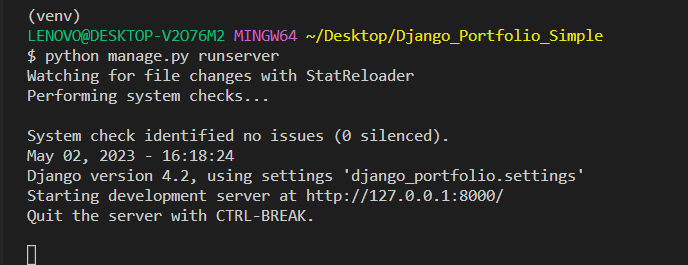 (venv)
LENOVO@DESKTOP-V2O76M2 MINGW64 ~/Desktop/Django_Portfolio_Simple
$ python manage.py runserver
Watching for file changes with StatReloader
Performing system checks...
System check identified no issues (0 silenced).
May 02, 2023 - 16:18:24
Django version 4.2, using settings 'django_portfolio.settings'
Starting development server at http://127.0.0.1:8000/
Quit the server with CTRL-BREAK.